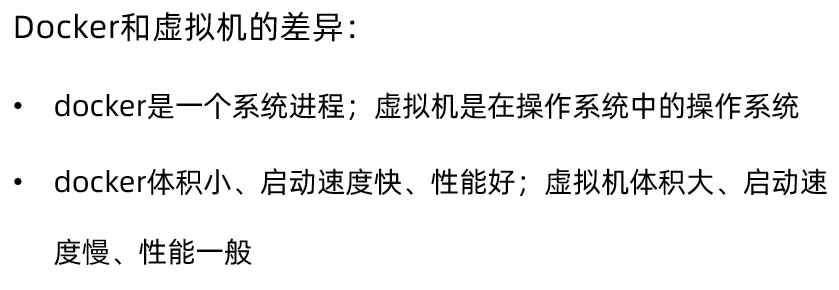 Docker和虚拟机的差异：
• docker是一个系统进程；虚拟机是在操作系统中的操作系统
• docker体积小、启动速度快、性能好；虚拟机体积大、启动速
度慢、性能一般